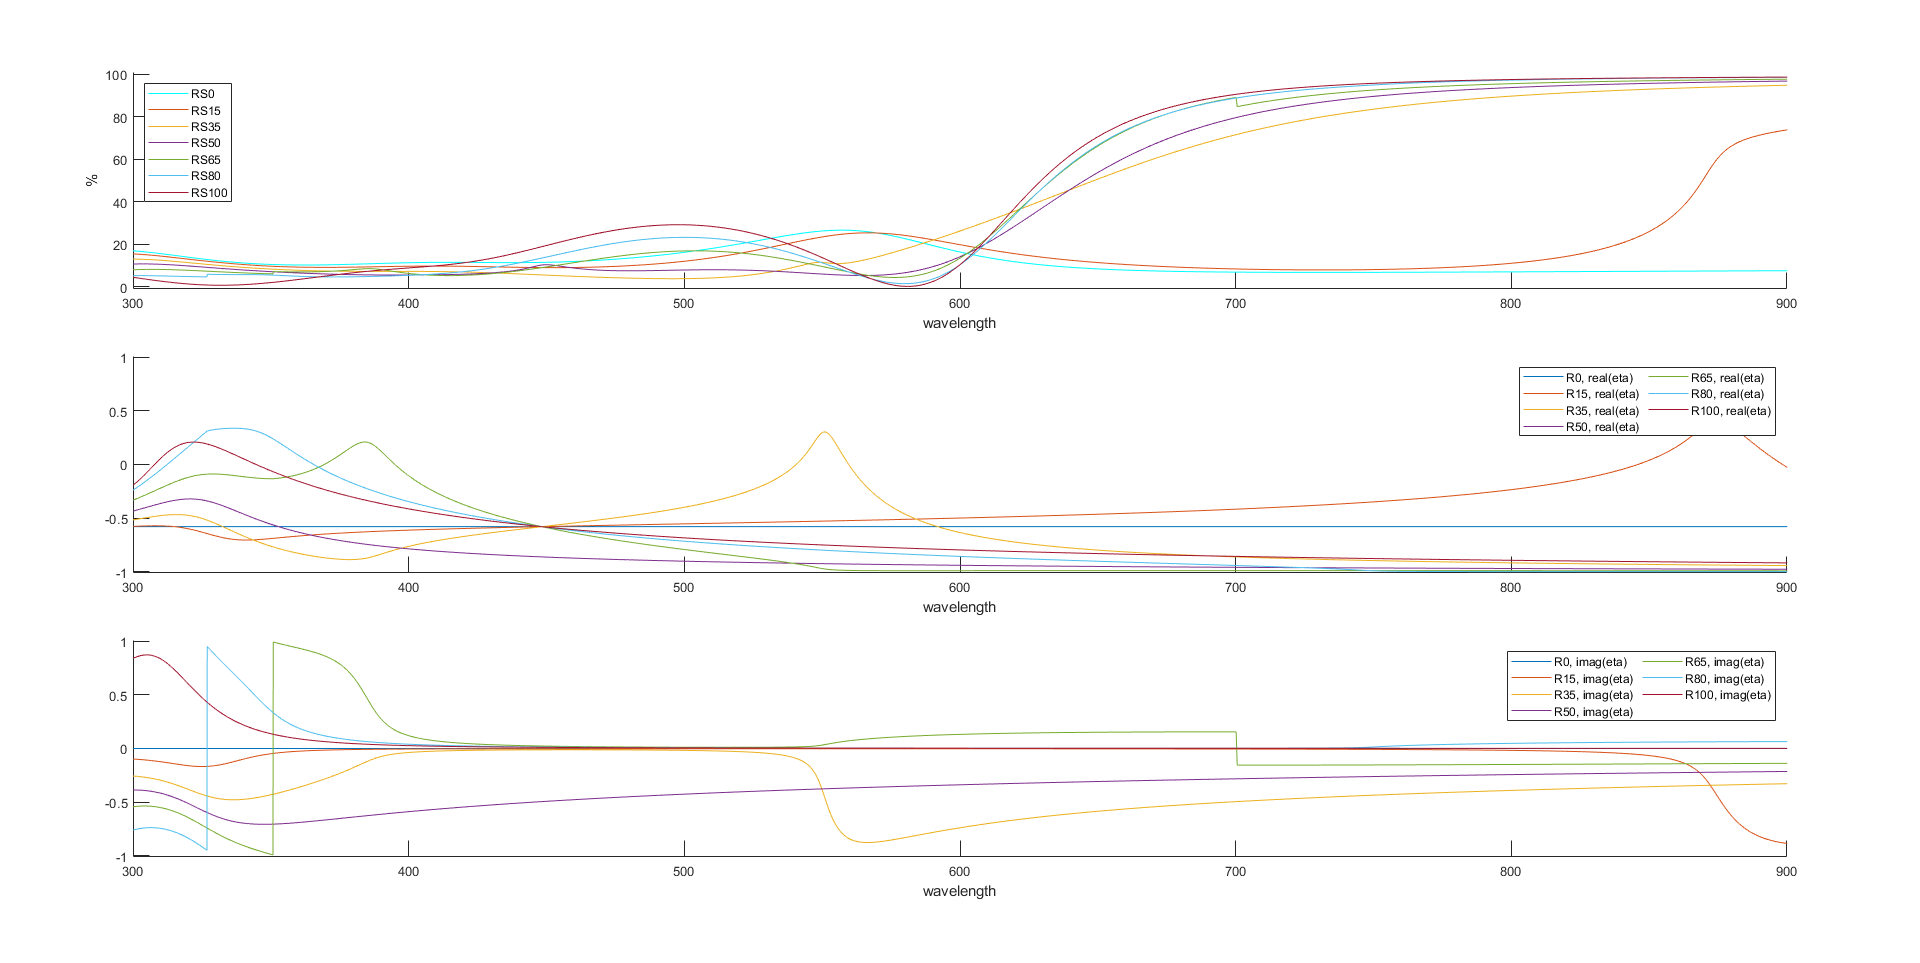 100
80
60
40
20
0
%
RS0
RS15
RS35
RS50
RS65
RS80
RS100
300 400 500 600 700 800 900
wavelength
1
0.5
0
-0.5
-1
R0, real(eta) R65, real(eta)
R15, real(eta) R80, real(eta)
R35, real(eta) R100, real(eta)
R50, real(eta)
300 400 500 600 700 800 900
wavelength
1
0.5
0
-0.5
-1
R0, imag(eta) R65, imag(eta)
R15, imag(eta) R80, imag(eta)
R35, imag(eta) R100, imag(eta)
R50, imag(eta)
300 400 500 600 700 800 900
wavelength